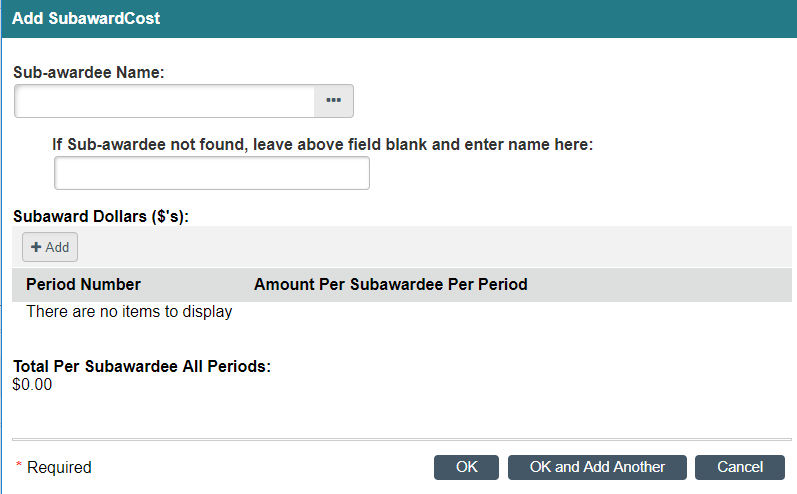 Add SubawardCost
Sub-awardee Name:
•••
If Sub-awardee not found, leave above field blank and enter name here:
Subaward Dollars ($'s):
+ Add
Period Number Amount Per Subawardee Per Period
There are no items to display
Total Per Subawardee All Periods:
$0.00
* Required OK OK and Add Another Cancel